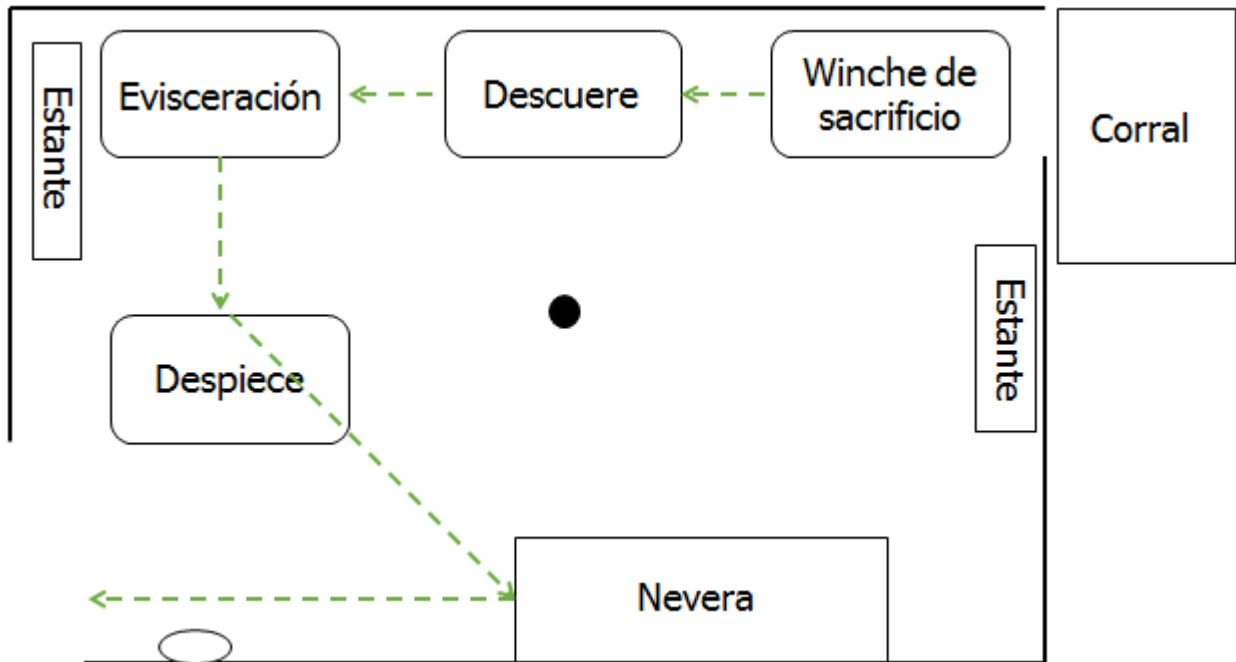 Estante
Evisceración
Descuere
Winche de
sacrificio
Corral
Estante
Despiece
Nevera